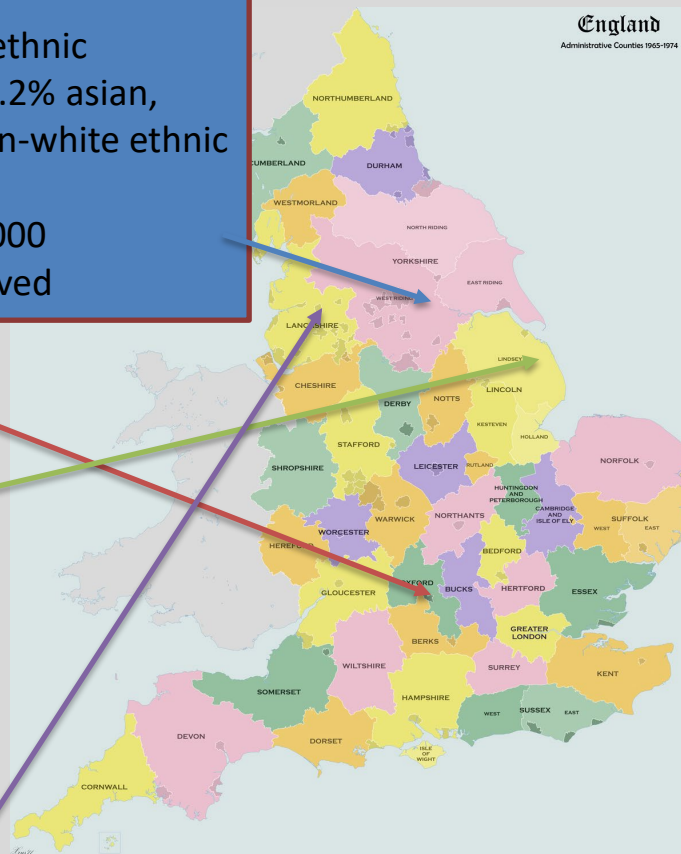 ethnic
.2% asian,
n-white ethnic
000
ved
England
Administrative Counties 1965-1974
NORTHUMBERLAND
CUMBERLAND
DURHAM
WESTMORLAND
NORTH RIDING
YORKSHIRE
EAST RIDING
WEST RIDING
LANCASHIRE
LINDSEY
CHESHIRE
DERBY
NOTTS
LINCOLN
KESTEVEN
HOLLAND
STAFFORD
SHROPSHIRE
LEICESTER
RUTLAND
NORFOLK
HUNTINGDON
AND
PETERBOROUGH
CAMBRIDGE
AND
ISLE OF ELY
SUFFOLK
WEST
EAST
WARWICK
NORTHANTS
WORCESTER
HEREFORD
BEDFORD
OXFORD
BUCKS
HERTFORD
ESSEX
GLOUCESTER
GREATER
LONDON
BERKS
WILTSHIRE
SURREY
KENT
SOMERSET
HAMPSHIRE
WEST
SUSSEX
EAST
DEVON
DORSET
ISLE
OF
WIGHT
CORNWALL